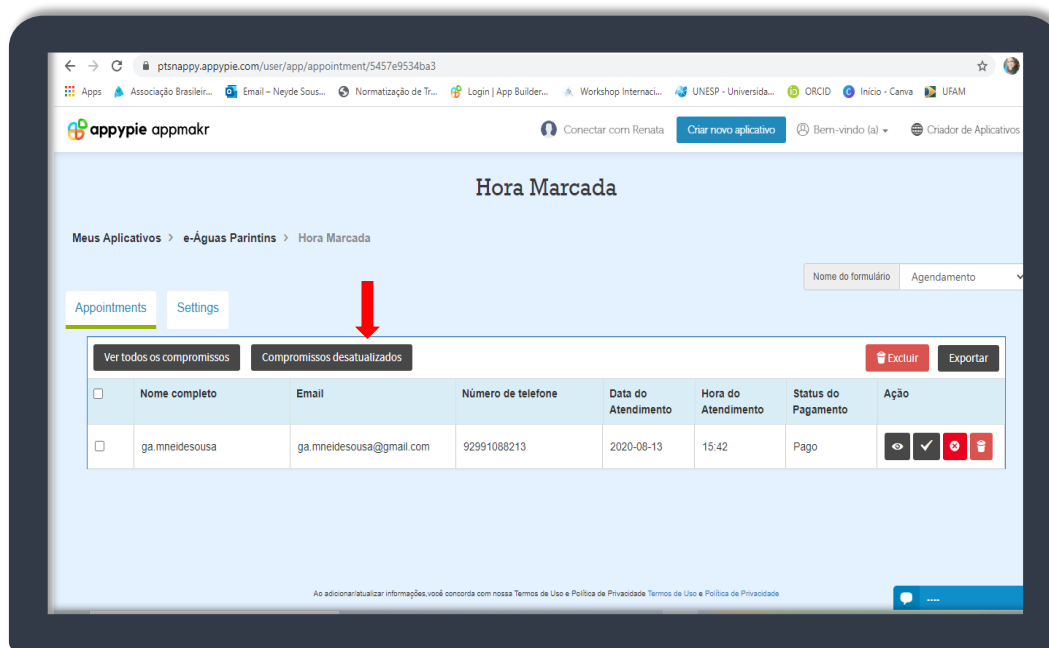 ptsnappy.appypie.com/user/app/appointment/5457e9534ba3
Apps Associação Brasileir... Email – Neyde Sous... Normatização de Tr... Login | App Builder... Workshop Internaci... UNESP - Universida... ORCID Início - Canva UFAM
appypie appmakr Conectar com Renata Criar novo aplicativo Bem-vindo (a) Criador de Aplicativos
Hora Marcada
Meus Aplicativos > e-Águas Parintins > Hora Marcada
Nome do formulário Agendamento
Appointments Settings
Ver todos os compromissos Compromissos desatualizados Excluir Exportar
Nome completo Email Número de telefone Data do Atendimento Hora do Atendimento Status do Pagamento Ação
ga.mneidesousa ga.mneidesousa@gmail.com 92991088213 2020-08-13 15:42 Pago
Ao adicionar/atualizar informações,você concorda com nossa Termos de Uso e Política de Privacidade Termos de Uso e Política de Privacidade
....